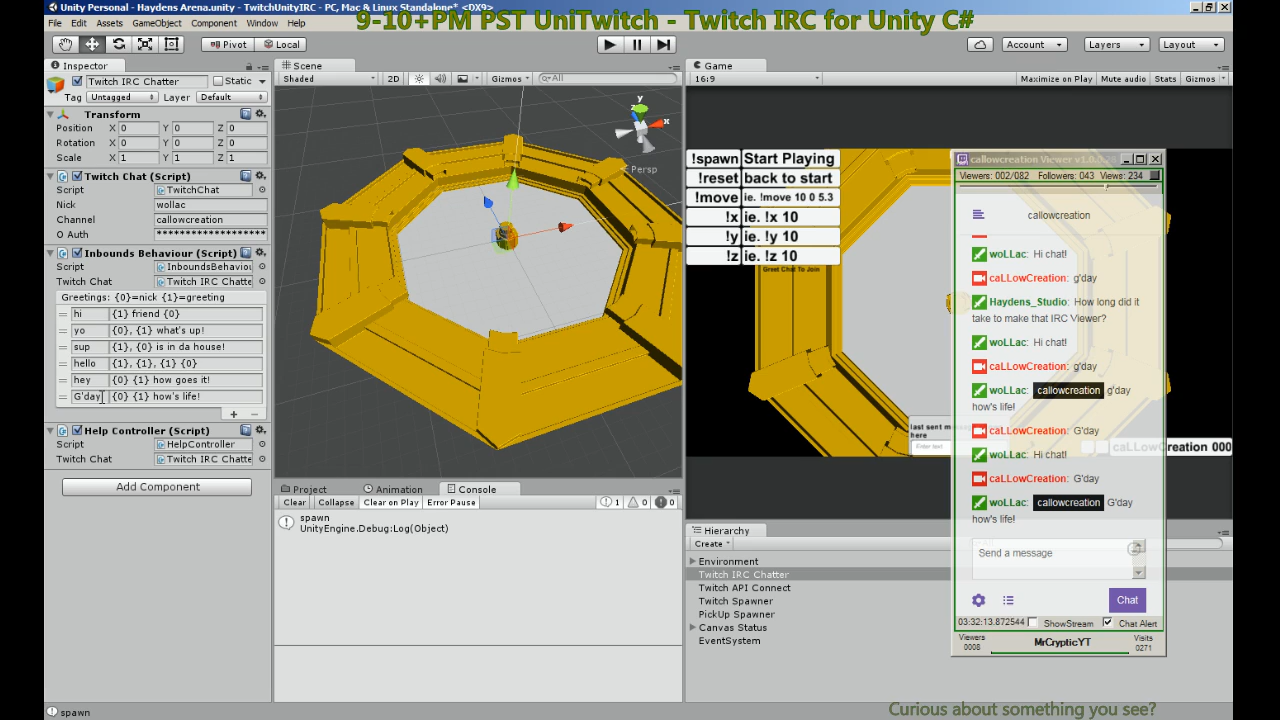 Unity Personal - Haydens Arena.unity - TwitchUnityIRC - PC, Mac & Linux Standalone* <DX9>
9-10+PM PST UniTwitch - Twitch IRC for Unity C#
File Edit Assets GameObject Component Window Help
Pivot Local Account Layers Layout
Inspector
Twitch IRC Chatter Static
Tag Untagged Layer Default
Transform
Position X 0 Y 0 Z 0
Rotation X 0 Y 0 Z 0
Scale X 1 Y 1 Z 1
Twitch Chat (Script)
Script TwitchChat
Nick wollac
Channel callowcreation
O Auth ******************
Inbounds Behaviour (Script)
Script InboundsBehaviou
Twitch Chat Twitch IRC Chatte
Greetings: {0}=nick {1}=greeting
hi {1} friend {0}
yo {0}, {1} what's up!
sup {1}, {0} is in da house!
hello {1}, {1}, {1} {0}
hey {0} {1} how goes it!
G'day {0} {1} how's life!
+ −
Help Controller (Script)
Script HelpController
Twitch Chat Twitch IRC Chatte
Add Component
Scene
Shaded 2D Gizmos All
y
x
z
Persp
Project Animation Console
Clear Collapse Clear on Play Error Pause 1 0 0
spawn
UnityEngine.Debug:Log(Object)
Game
16:9 Maximize on Play Mute audio Stats Gizmos
!spawn Start Playing
!reset back to start
!move ie. !move 10 0 5.3
!x ie. !x 10
!y ie. !y 10
!z ie. !z 10
Greet Chat To Join
last sent mess
here
Enter text
caLLowCreation 000
Hierarchy
Create
Environment
Twitch IRC Chatter
Twitch API Connect
Twitch Spawner
PickUp Spawner
Canvas Status
EventSystem
callowcreation Viewer v1.0.
Viewers: 002/082 Followers: 043 Views: 234
callowcreation
woLLac: Hi chat!
caLLowCreation: g'day
Haydens_Studio: How long did it
take to make that IRC Viewer?
woLLac: Hi chat!
caLLowCreation: g'day
woLLac: callowcreation g'day
how's life!
caLLowCreation: G'day
woLLac: Hi chat!
caLLowCreation: G'day
woLLac: callowcreation G'day
how's life!
Send a message
Chat
03:32:13.872544 ShowStream Chat Alert
Viewers
0008
MrCrypticYT
Visits
0271
Curious about something you see?
spawn